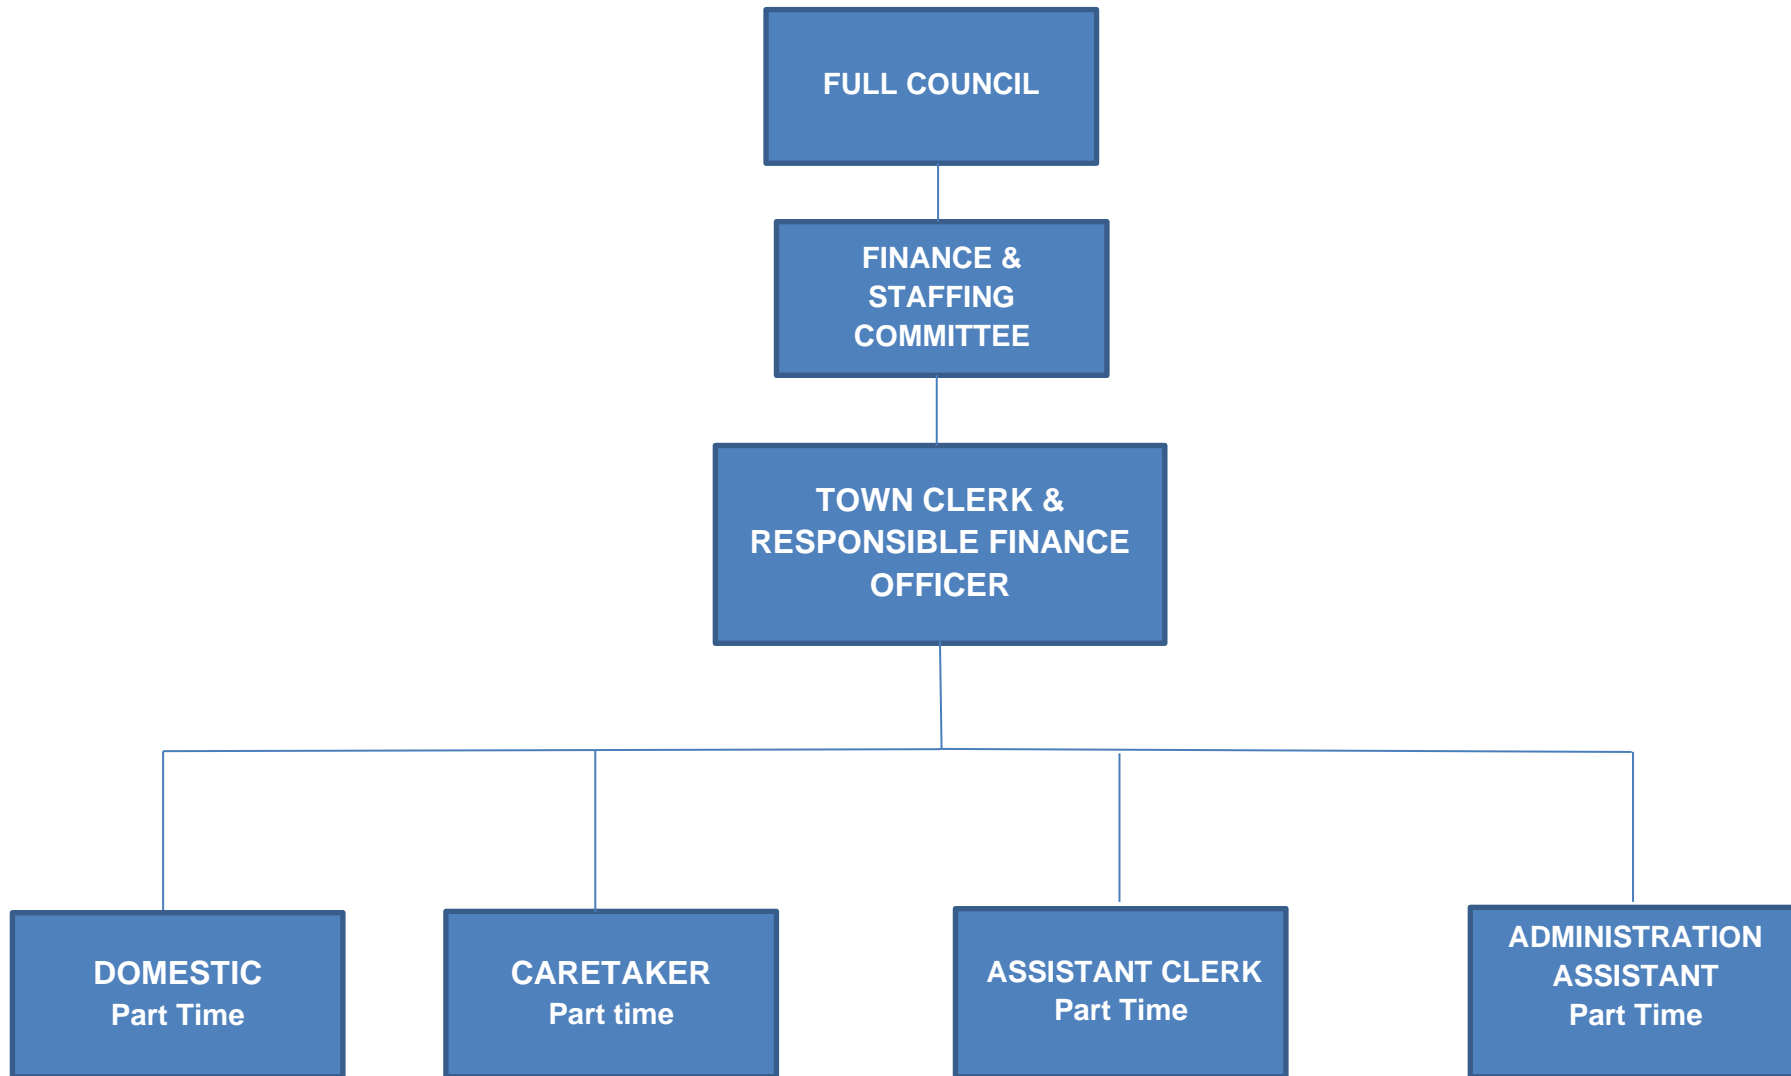 FULL COUNCIL
FINANCE &
STAFFING
COMMITTEE
TOWN CLERK &
RESPONSIBLE FINANCE
OFFICER
DOMESTIC
Part Time
CARETAKER
Part time
ASSISTANT CLERK
Part Time
ADMINISTRATION
ASSISTANT
Part Time